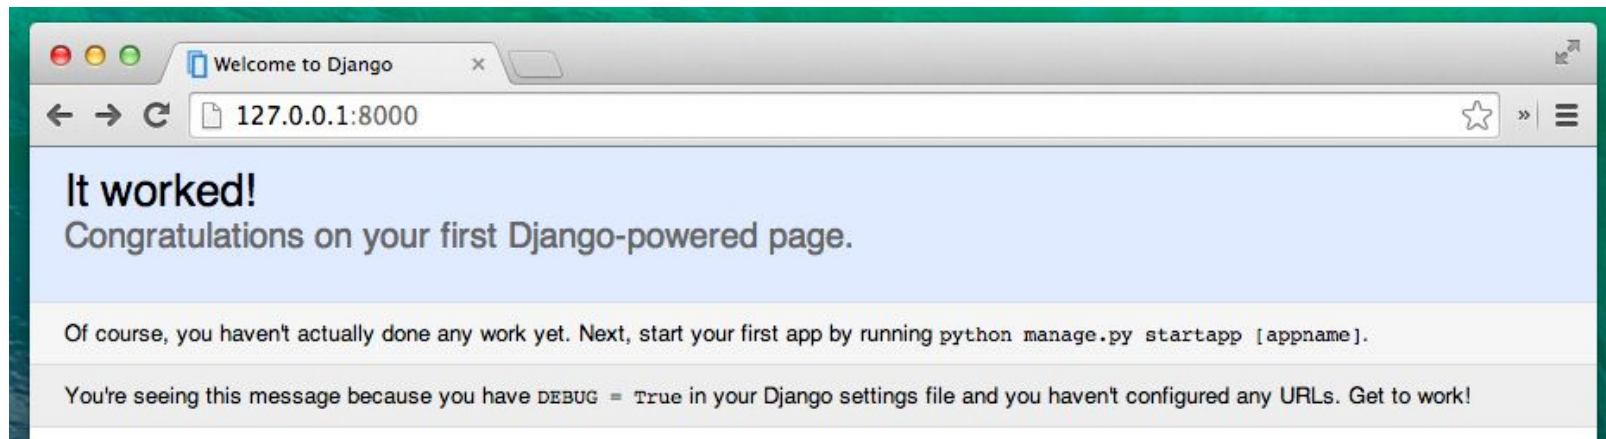 Welcome to Django
127.0.0.1:8000
It worked!
Congratulations on your first Django-powered page.
Of course, you haven't actually done any work yet. Next, start your first app by running python manage.py startapp [appname].
You're seeing this message because you have DEBUG = True in your Django settings file and you haven't configured any URLs. Get to work!